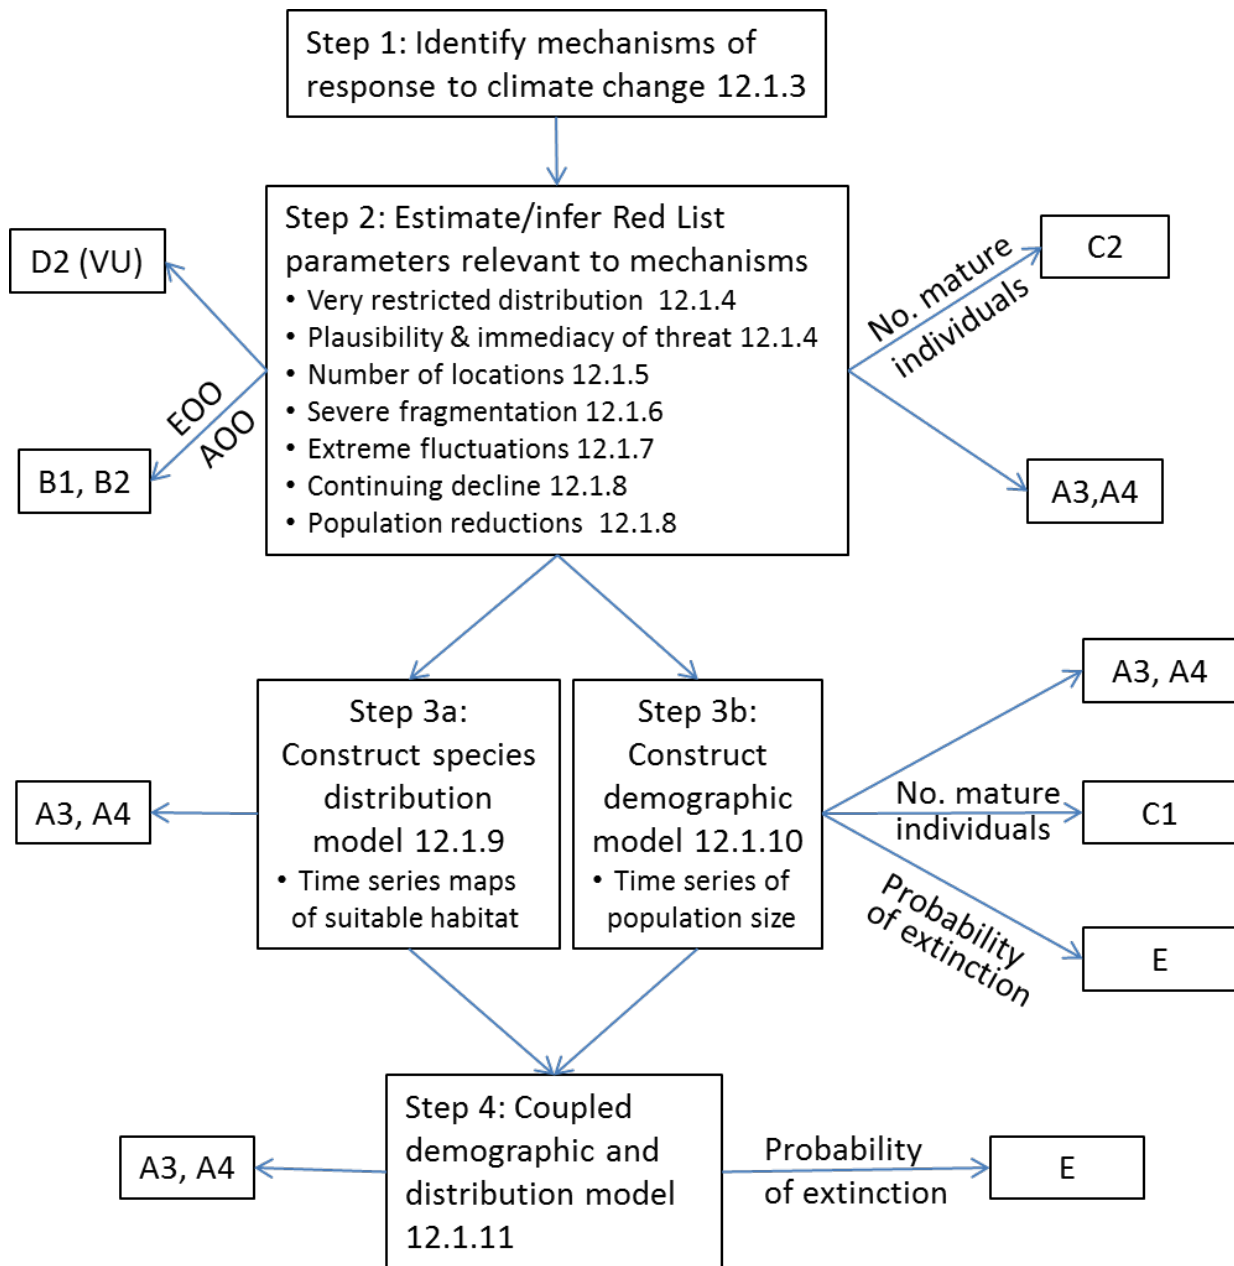 Step 1: Identify mechanisms of
response to climate change 12.1.3
Step 2: Estimate/infer Red List
parameters relevant to mechanisms
• Very restricted distribution 12.1.4
• Plausibility & immediacy of threat 12.1.4
• Number of locations 12.1.5
• Severe fragmentation 12.1.6
• Extreme fluctuations 12.1.7
• Continuing decline 12.1.8
• Population reductions 12.1.8
D2 (VU)
EOO
AOO
B1, B2
No. mature
individuals
C2
A3,A4
Step 3a:
Construct species
distribution
model 12.1.9
• Time series maps
of suitable habitat
A3, A4
Step 3b:
Construct
demographic
model 12.1.10
• Time series of
population size
A3, A4
No. mature
individuals
C1
Probability
of extinction
E
Step 4: Coupled
demographic and
distribution model
12.1.11
A3, A4
Probability
of extinction
E